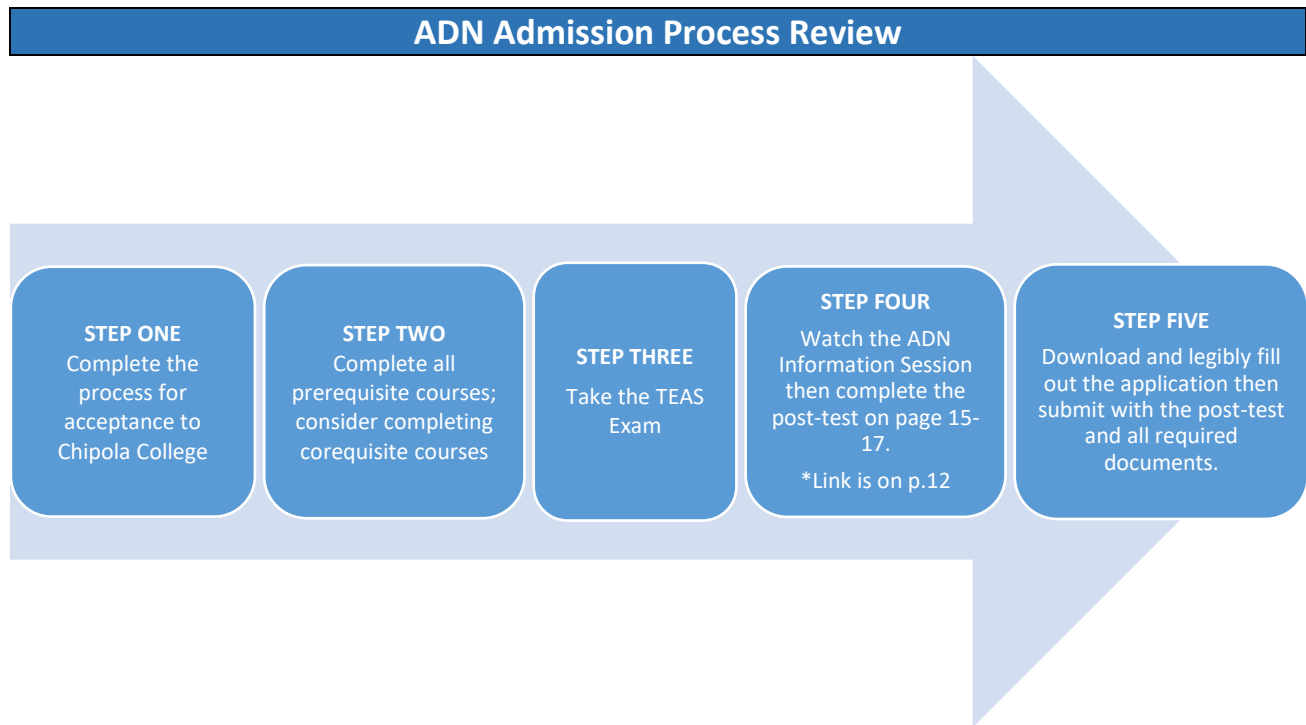 ADN Admission Process Review
STEP ONE
Complete the
process for
acceptance to
Chipola College
STEP TWO
Complete all
prerequisite courses;
consider completing
corequisite courses
STEP THREE
Take the TEAS
Exam
STEP FOUR
Watch the ADN
Information Session
then complete the
post-test on page 15-
17.
*Link is on p.12
STEP FIVE
Download and legibly fill
out the application then
submit with the post-test
and all required
documents.